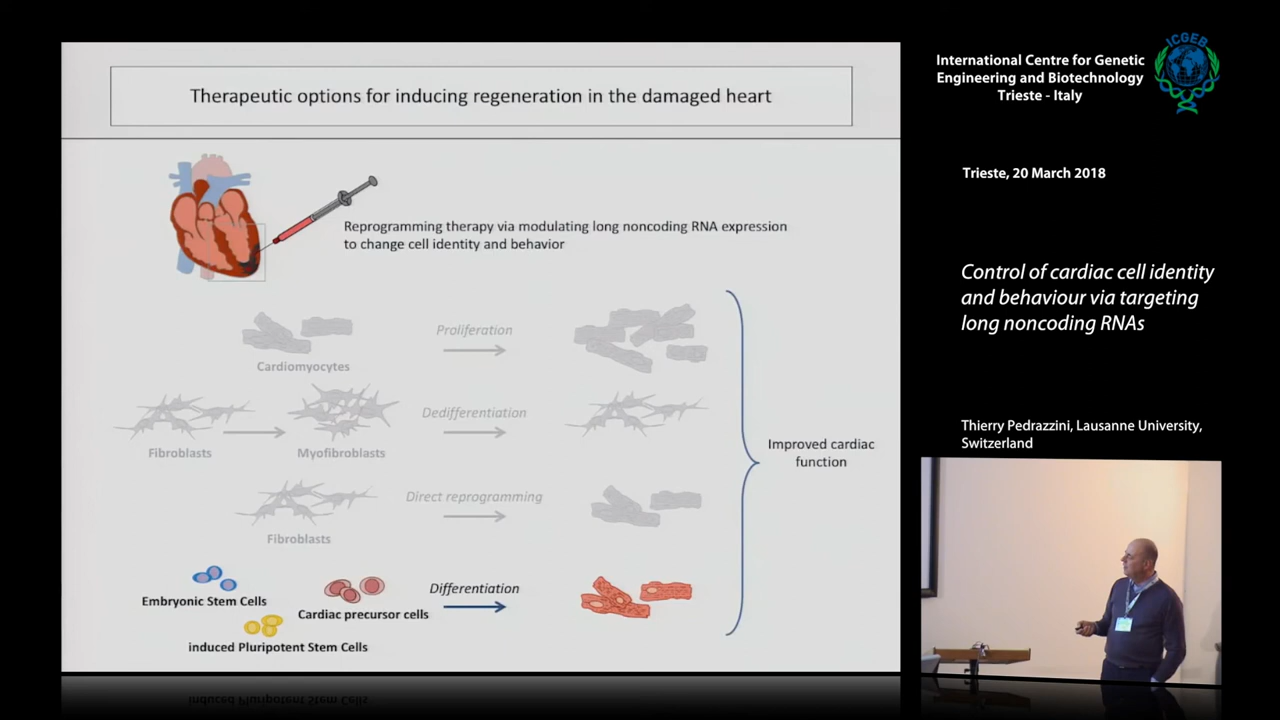 Therapeutic options for inducing regeneration in the damaged heart
Reprogramming therapy via modulating long noncoding RNA expression
to change cell identity and behavior
Proliferation
Cardiomyocytes
Dedifferentiation
Fibroblasts
Myofibroblasts
Direct reprogramming
Fibroblasts
Improved cardiac
function
Differentiation
Embryonic Stem Cells
Cardiac precursor cells
induced Pluripotent Stem Cells
International Centre for Genetic
Engineering and Biotechnology
Trieste - Italy
ICGEB
Trieste, 20 March 2018
Control of cardiac cell identity
and behaviour via targeting
long noncoding RNAs
Thierry Pedrazzini, Lausanne University,
Switzerland